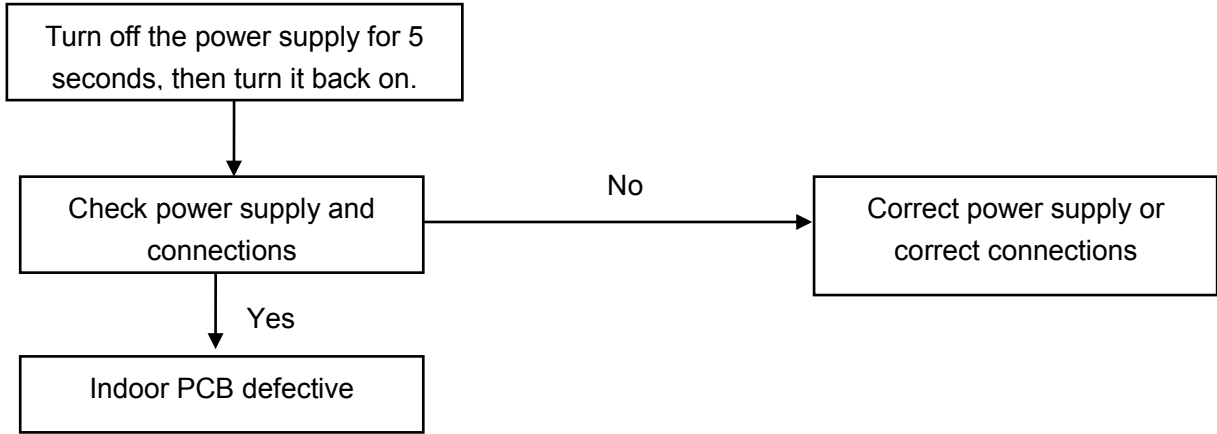 Turn off the power supply for 5
seconds, then turn it back on.
Check power supply and
connections
No
Correct power supply or
correct connections
Yes
Indoor PCB defective